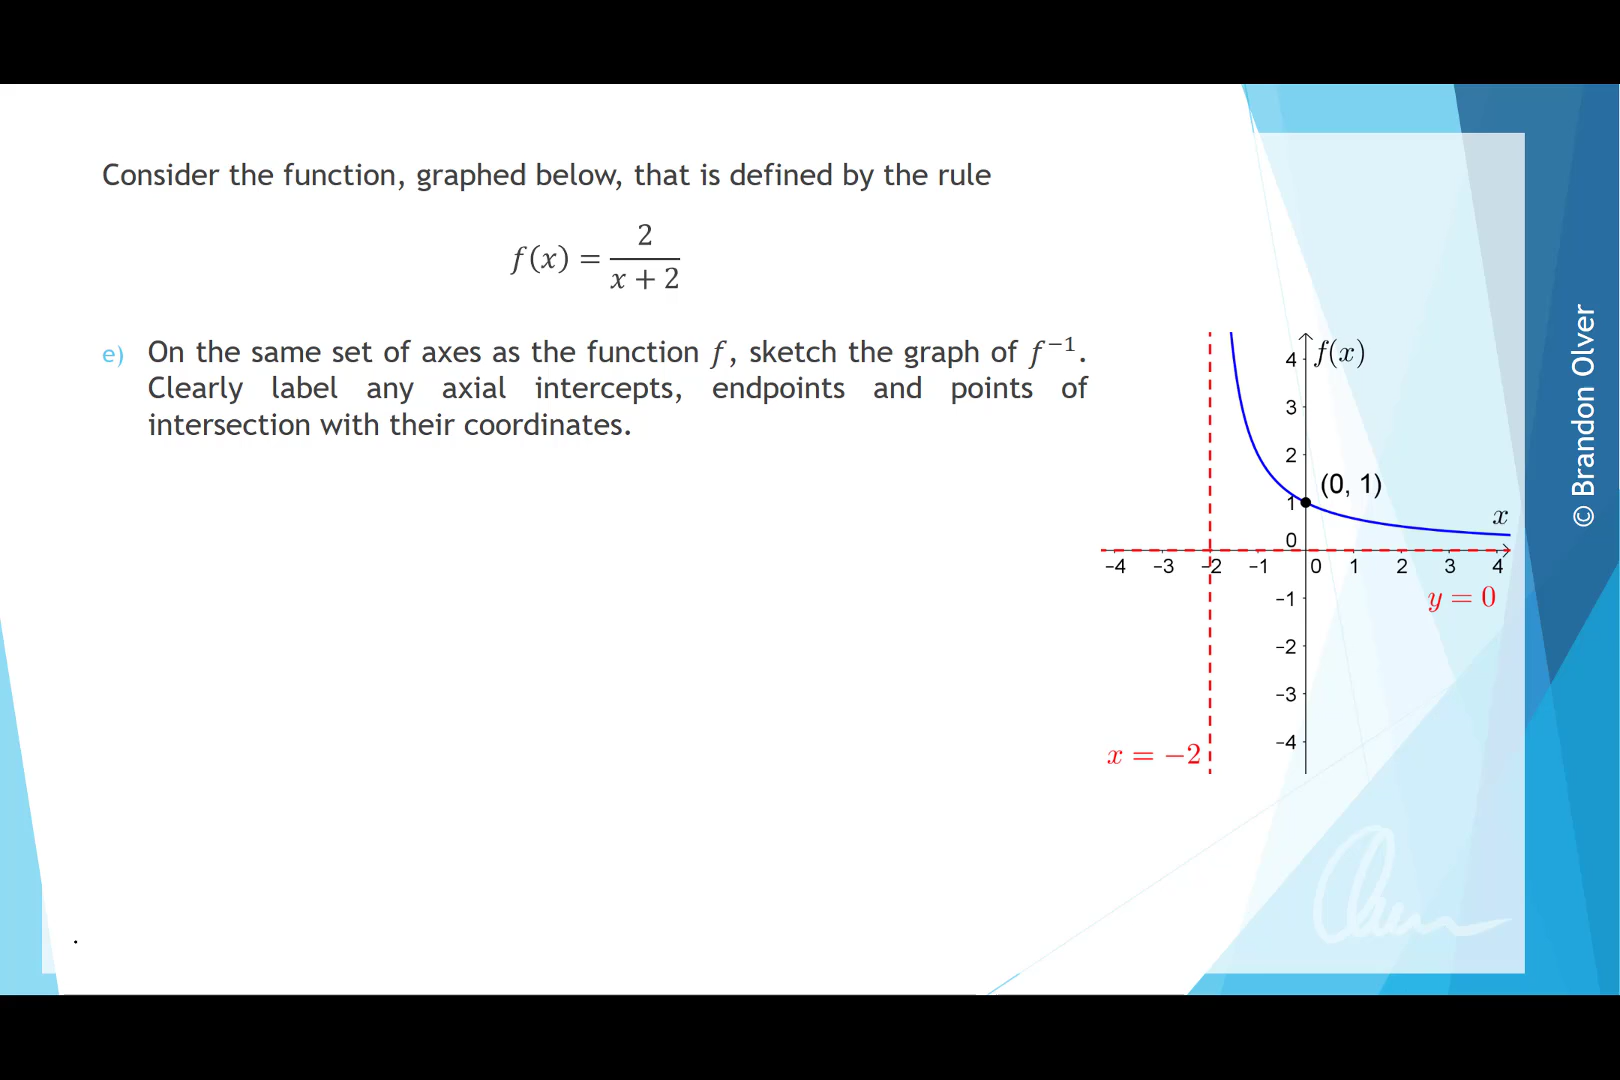 Consider the function, graphed below, that is defined by the rule
f(x) = 2/(x + 2)
e) On the same set of axes as the function f, sketch the graph of f⁻¹.
Clearly label any axial intercepts, endpoints and points of
intersection with their coordinates.
f(x)
4
3
2
1
(0, 1)
x
0
−4 −3 −2 −1 0 1 2 3 4
y = 0
−1
−2
−3
−4
x = −2
© Brandon Olver